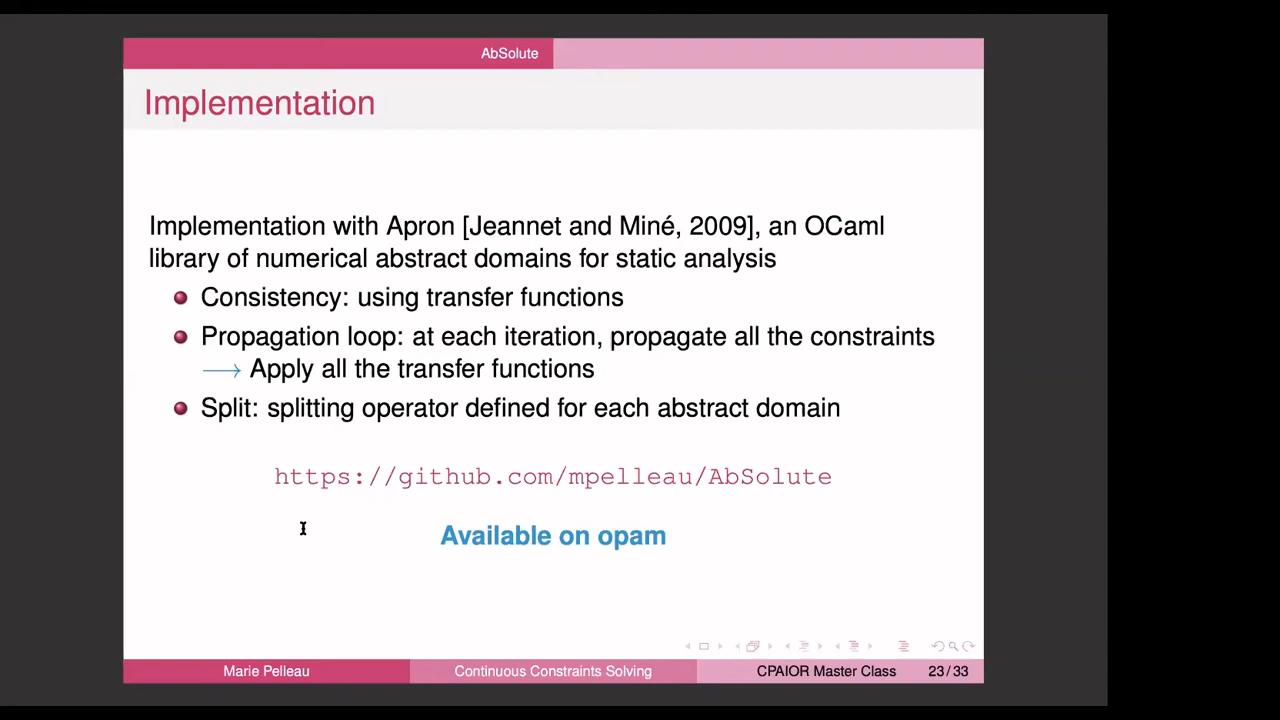 AbSolute
Implementation
Implementation with Apron [Jeannet and Miné, 2009], an OCaml
library of numerical abstract domains for static analysis
Consistency: using transfer functions
Propagation loop: at each iteration, propagate all the constraints
⟶ Apply all the transfer functions
Split: splitting operator defined for each abstract domain
https://github.com/mpelleau/AbSolute
Available on opam
Marie Pelleau
Continuous Constraints Solving
CPAIOR Master Class
23/33